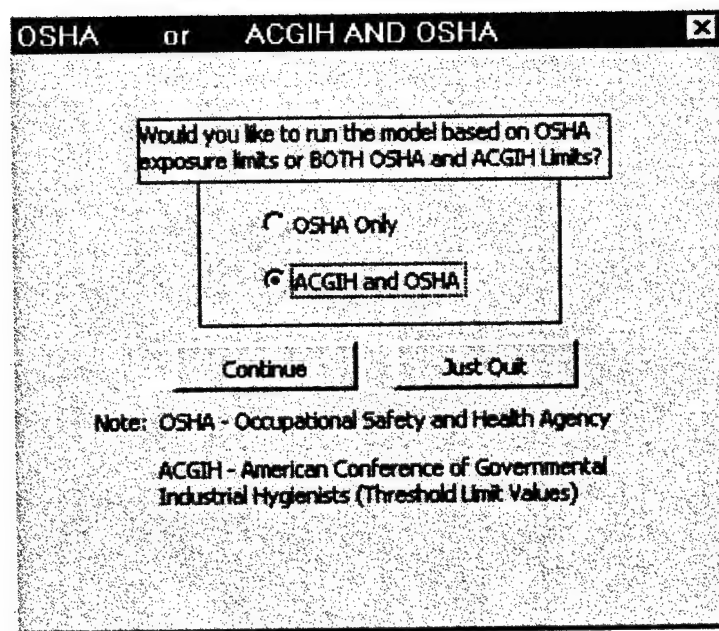 OSHA or ACGIH AND OSHA
Would you like to run the model based on OSHA
exposure limits or BOTH OSHA and ACGIH Limits?
OSHA Only
ACGIH and OSHA
Continue
Just Quit
Note: OSHA - Occupational Safety and Health Agency
ACGIH - American Conference of Governmental
Industrial Hygienists (Threshold Limit Values)